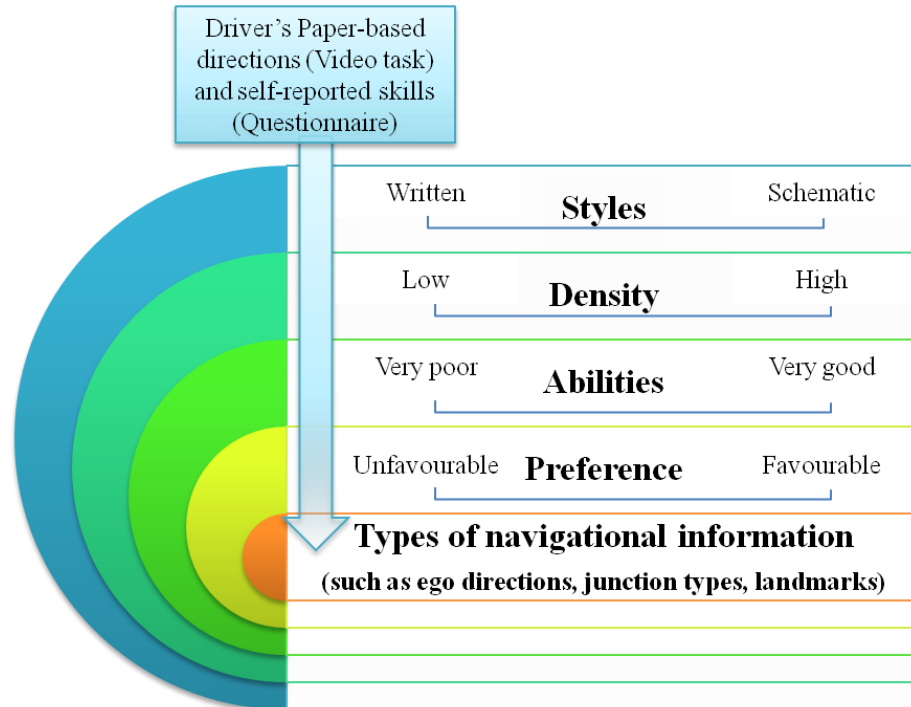 Driver's Paper-based
directions (Video task)
and self-reported skills
(Questionnaire)
Written Styles Schematic
Low Density High
Very poor Abilities Very good
Unfavourable Preference Favourable
Types of navigational information
(such as ego directions, junction types, landmarks)